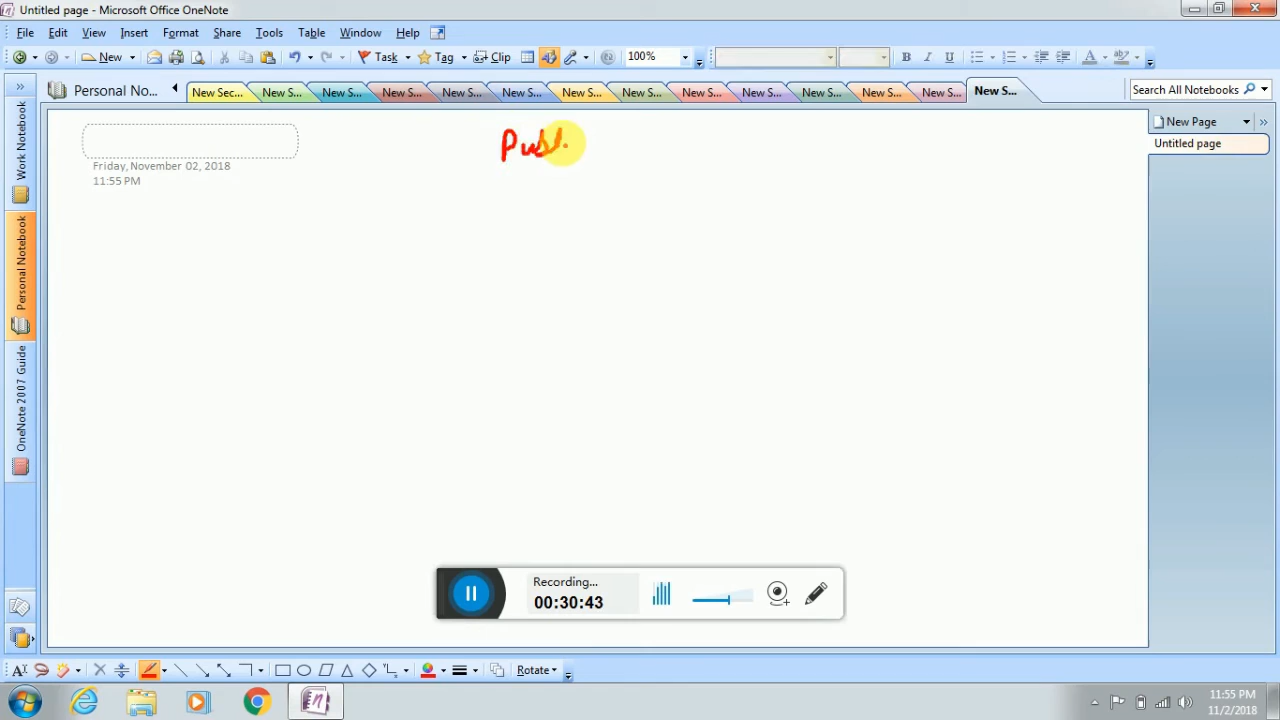 Untitled page - Microsoft Office OneNote
File Edit View Insert Format Share Tools Table Window Help
New Task Tag Clip 100% B I U
Personal No... New Sec... New S... New S... New S... New S... New S... New S... New S... New S... New S... New S... New S... New S... New S... Search All Notebooks
New Page
Untitled page
Friday, November 02, 2018
11:55 PM
Work Notebook
Personal Notebook
OneNote 2007 Guide
Recording...
00:30:43
Rotate
11:55 PM
11/2/2018